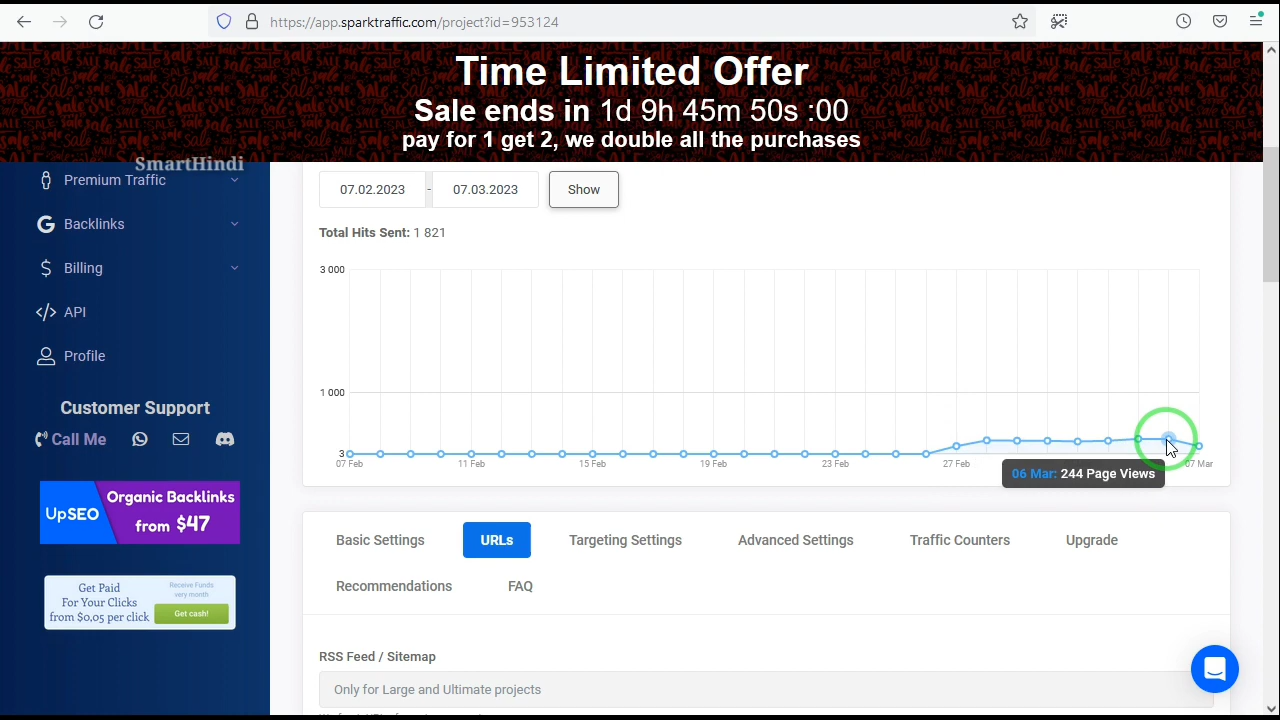 https://app.sparktraffic.com/project?id=953124
Time Limited Offer
Sale ends in 1d 9h 45m 50s :00
pay for 1 get 2, we double all the purchases
SmartHindi
Premium Traffic
Backlinks
Billing
API
Profile
Customer Support
Call Me
UpSEO
Organic Backlinks
from $47
Get Paid
For Your Clicks
from $0,05 per click
Receive Funds
very month
Get cash!
07.02.2023 - 07.03.2023 Show
Total Hits Sent: 1 821
3 000
1 000
3
07 Feb 11 Feb 15 Feb 19 Feb 23 Feb 27 Feb 07 Mar
06 Mar: 244 Page Views
Basic Settings URLs Targeting Settings Advanced Settings Traffic Counters Upgrade
Recommendations FAQ
RSS Feed / Sitemap
Only for Large and Ultimate projects